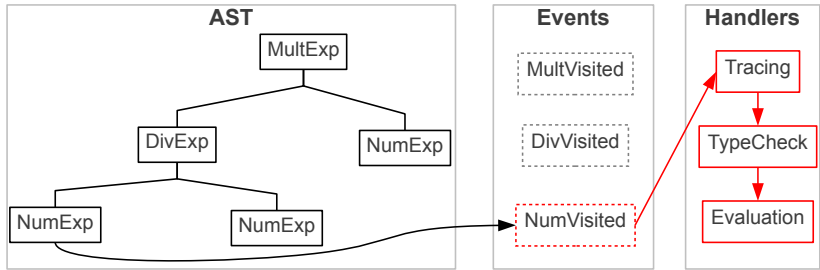 AST
Events
Handlers
MultExp
MultVisited
Tracing
DivExp
NumExp
DivVisited
TypeCheck
NumExp
NumExp
NumVisited
Evaluation